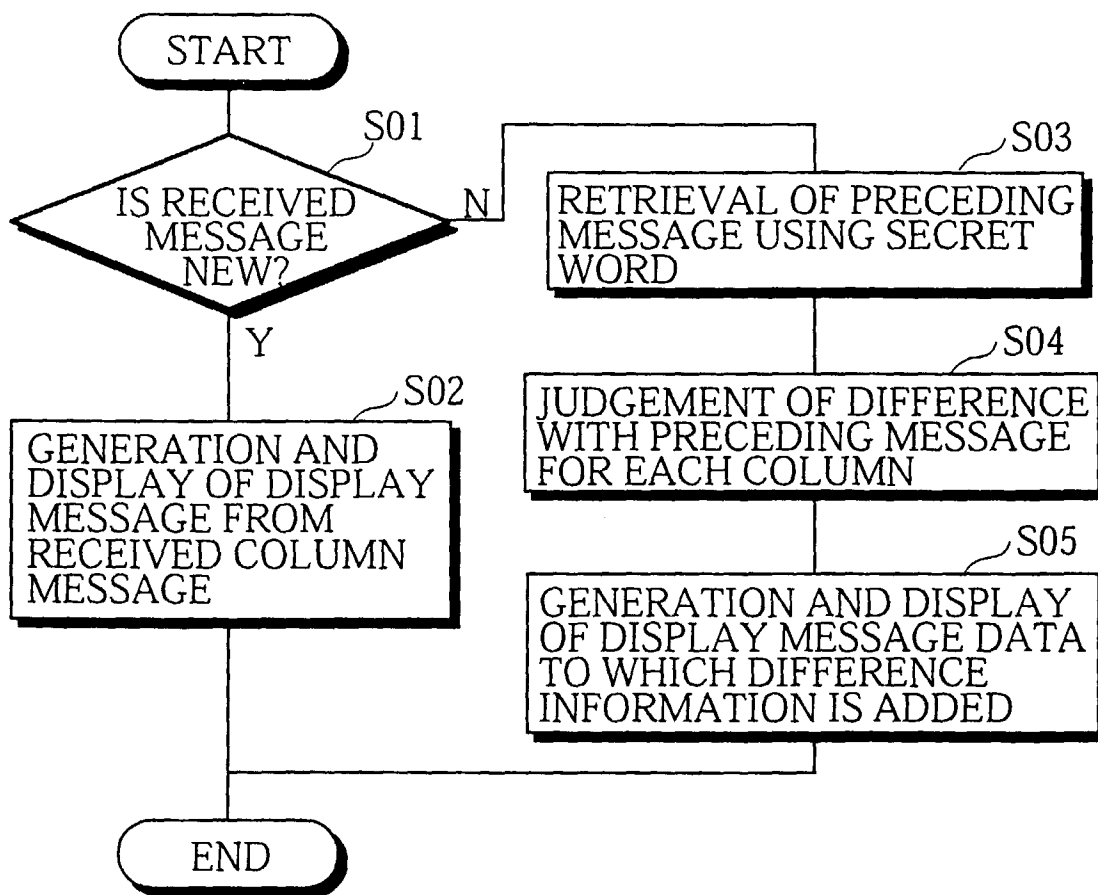 START
S01
IS RECEIVED
MESSAGE
NEW?
N
Y
S02
GENERATION AND
DISPLAY OF DISPLAY
MESSAGE FROM
RECEIVED COLUMN
MESSAGE
S03
RETRIEVAL OF PRECEDING
MESSAGE USING SECRET
WORD
S04
JUDGEMENT OF DIFFERENCE
WITH PRECEDING MESSAGE
FOR EACH COLUMN
S05
GENERATION AND DISPLAY
OF DISPLAY MESSAGE DATA
TO WHICH DIFFERENCE
INFORMATION IS ADDED
END